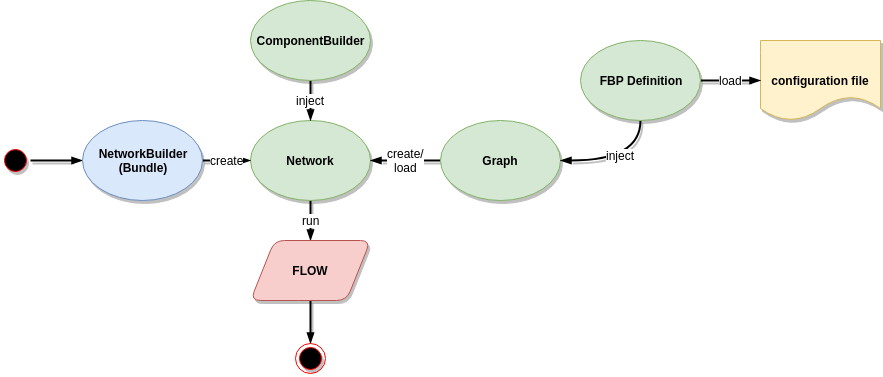 ComponentBuilder
inject
FBP Definition
load
configuration file
NetworkBuilder
(Bundle)
create
Network
create/
load
Graph
inject
run
FLOW